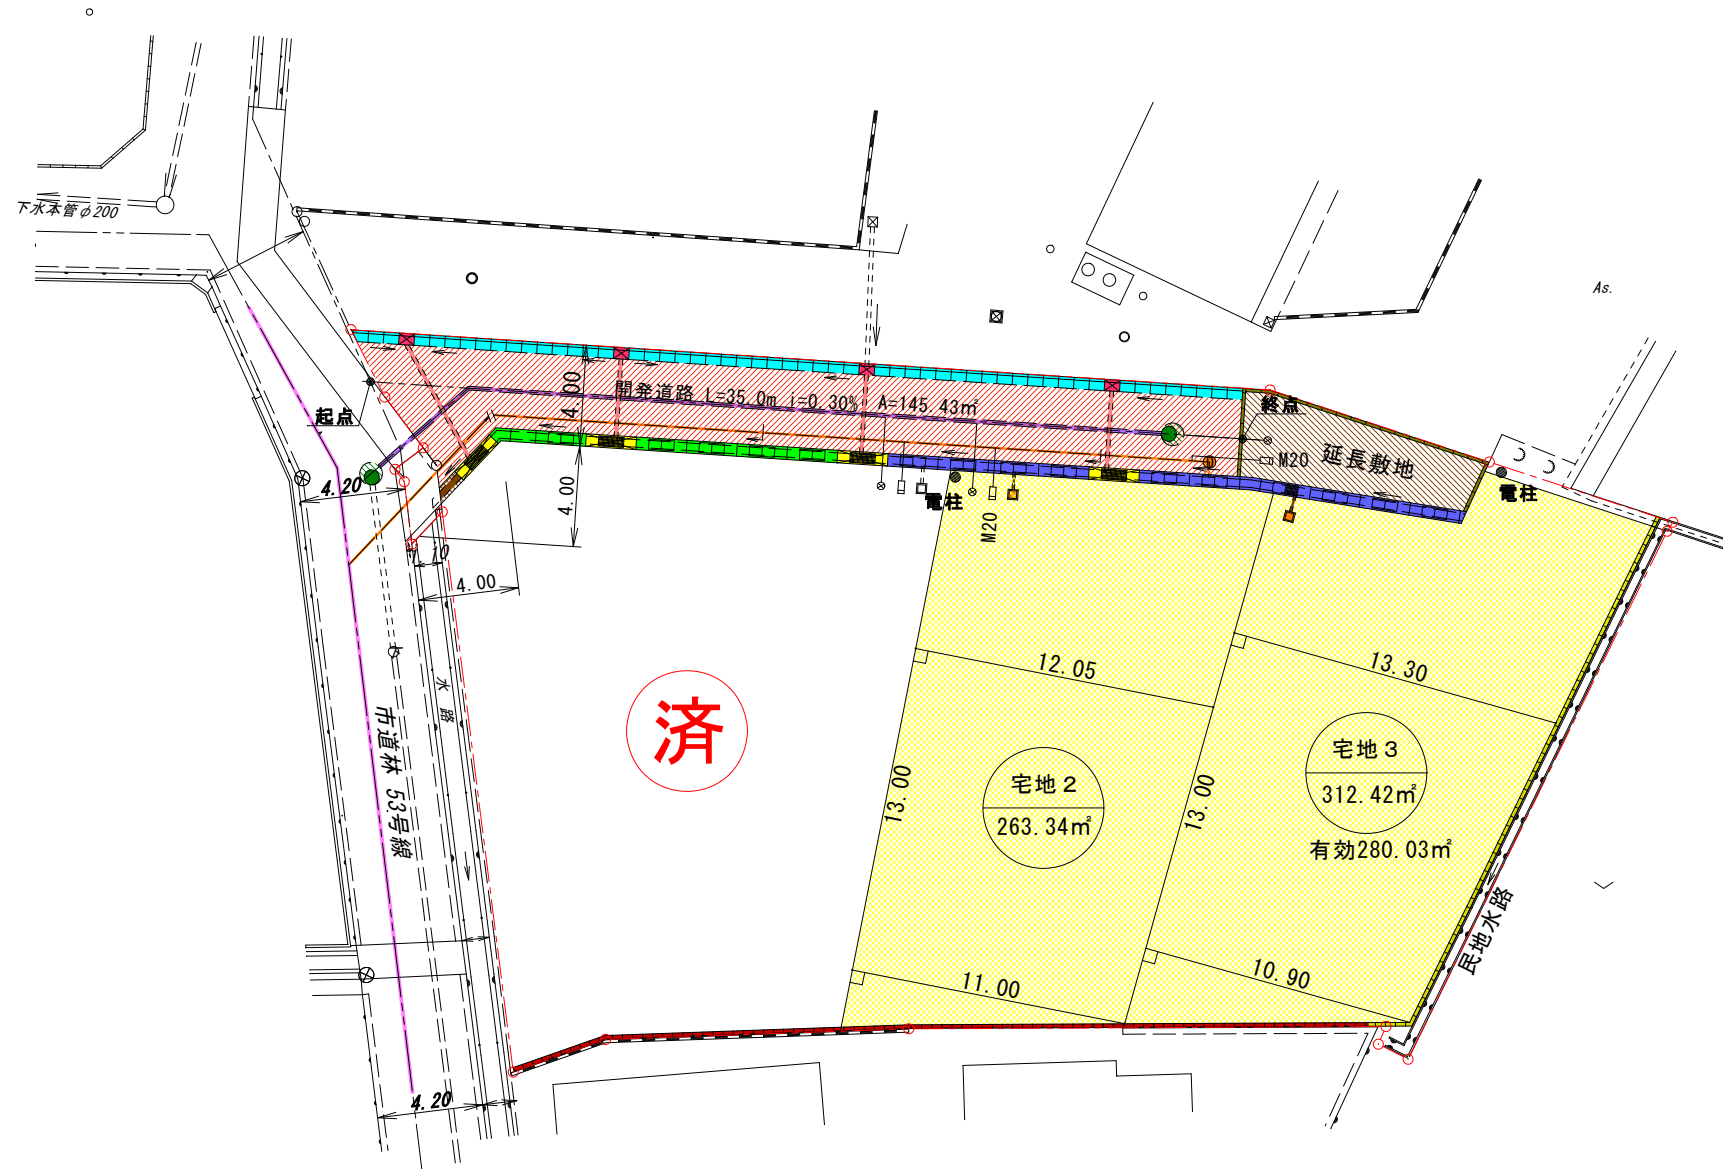 下水本管φ200
As.
開発道路 L=35.0m i=0.30% A=145.43㎡
4.00
起点
終点
延長敷地
M20
電柱
電柱
M20
4.20
4.00
4.00
水路
12.05
13.30
済
市道林 53号線
宅地2
263.34㎡
宅地3
312.42㎡
有効280.03㎡
13.00
13.00
民地水路
11.00
10.90
4.20